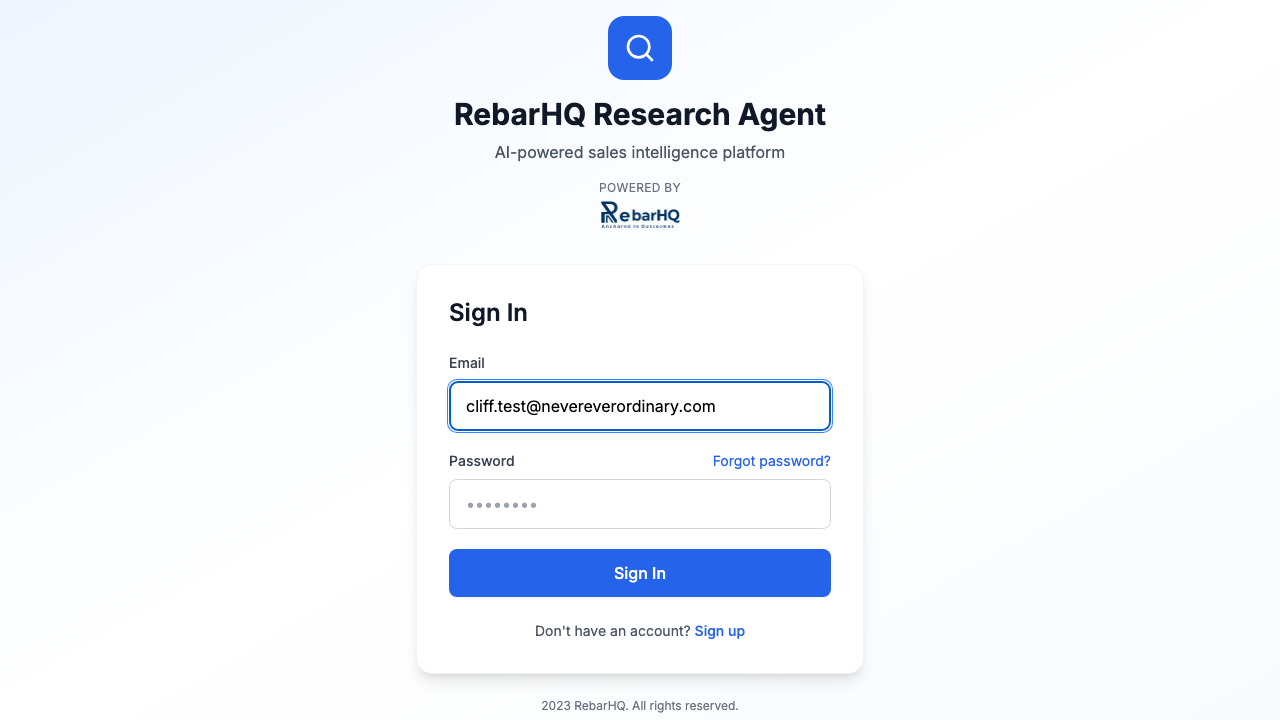 RebarHQ Research Agent
AI-powered sales intelligence platform
POWERED BY
RebarHQ
Anchored in Outcomes
Sign In
Email
cliff.test@nevereverordinary.com
Password
Forgot password?
••••••••
Sign In
Don't have an account? Sign up
2023 RebarHQ. All rights reserved.